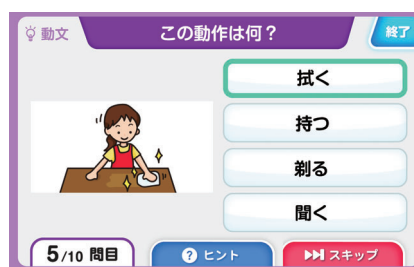 動文
この動作は何？
終了
拭く
持つ
剃る
聞く
5/10 問目
? ヒント
スキップ